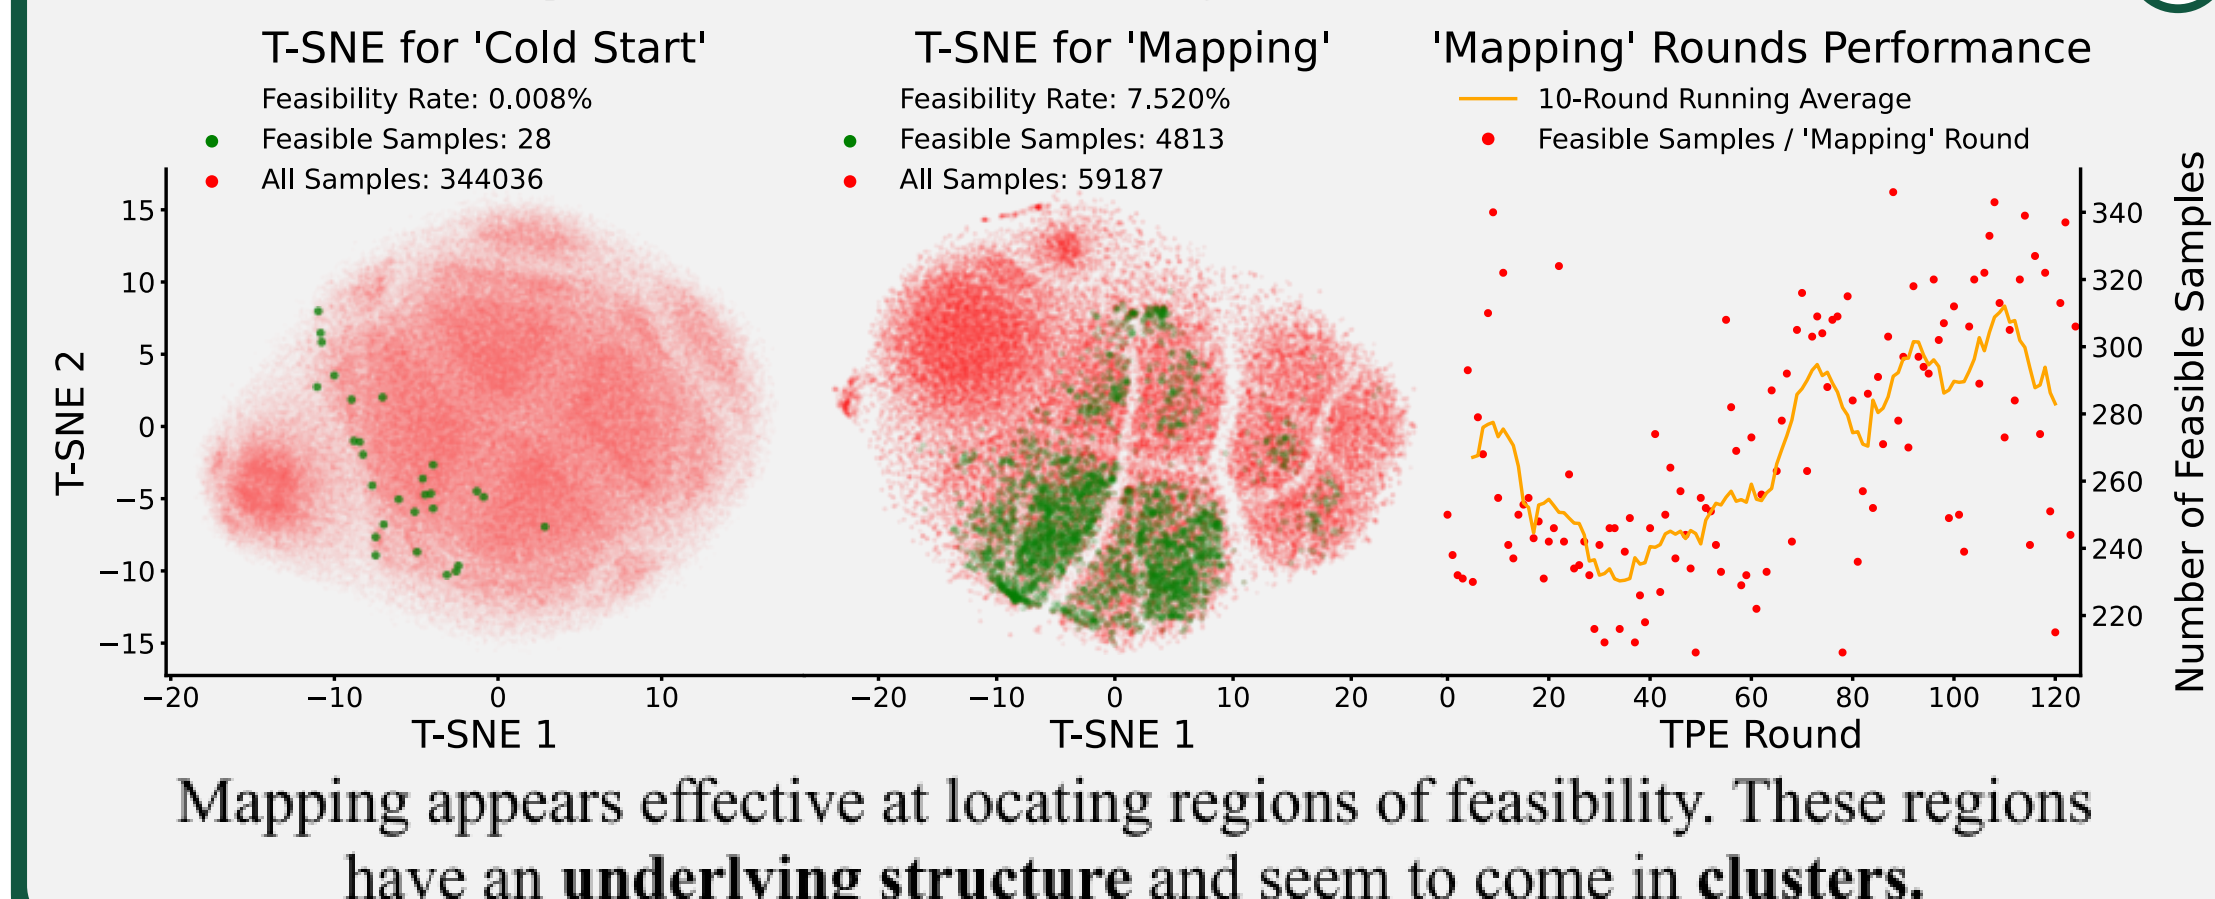 T-SNE for 'Cold Start'
Feasibility Rate: 0.008%
Feasible Samples: 28
All Samples: 344036
T-SNE 2
15
10
5
0
−5
−10
−15
−20 −10 0 10
T-SNE 1
T-SNE for 'Mapping'
Feasibility Rate: 7.520%
Feasible Samples: 4813
All Samples: 59187
−20 −10 0 10 20
T-SNE 1
'Mapping' Rounds Performance
10-Round Running Average
Feasible Samples / 'Mapping' Round
340
320
300
280
260
240
220
Number of Feasible Samples
0 20 40 60 80 100 120
TPE Round
Mapping appears effective at locating regions of feasibility. These regions
have an underlying structure and seem to come in clusters.